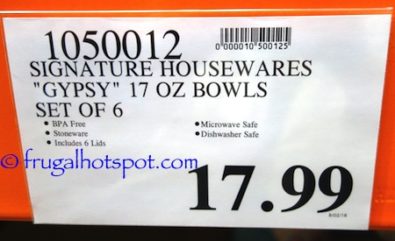 1050012
0000010500125
SIGNATURE HOUSEWARES
"GYPSY" 17 OZ BOWLS
SET OF 6
• BPA Free
• Stoneware
• Includes 6 Lids
• Microwave Safe
• Dishwasher Safe
© frugalhotspot.com
17.99